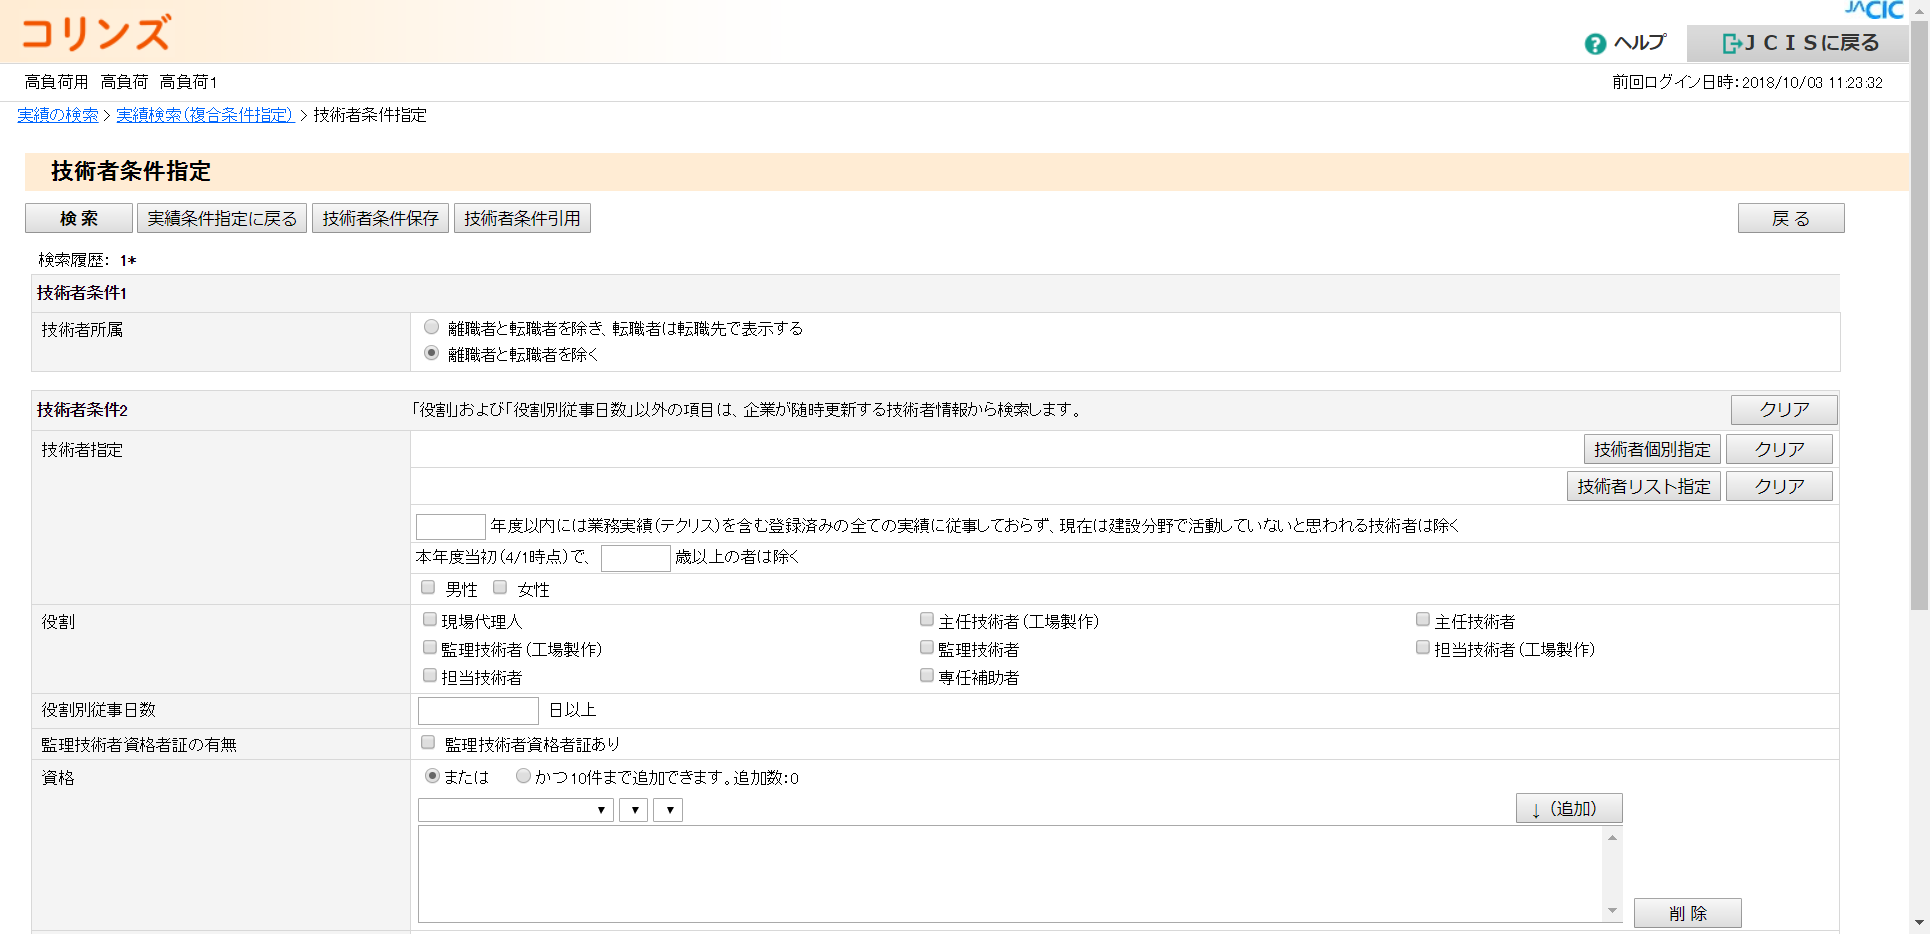 JACIC
コリンズ
? ヘルプ
ＪＣＩＳに戻る
高負荷用 高負荷 高負荷1
前回ログイン日時：2018/10/03 11:23:32
実績の検索 > 実績検索（複合条件指定） > 技術者条件指定
技術者条件指定
検 索 実績条件指定に戻る 技術者条件保存 技術者条件引用 戻 る
検索履歴： 1*
技術者条件1
技術者所属
離職者と転職者を除き、転職者は転職先で表示する
離職者と転職者を除く
技術者条件2 「役割」および「役割別従事日数」以外の項目は、企業が随時更新する技術者情報から検索します。 クリア
技術者指定 技術者個別指定 クリア
技術者リスト指定 クリア
年度以内には業務実績（テクリス）を含む登録済みの全ての実績に従事しておらず、現在は建設分野で活動していないと思われる技術者は除く
本年度当初（4/1時点）で、 歳以上の者は除く
男性 女性
役割 現場代理人 主任技術者（工場製作） 主任技術者
監理技術者（工場製作） 監理技術者 担当技術者（工場製作）
担当技術者 専任補助者
役割別従事日数 日以上
監理技術者資格者証の有無 監理技術者資格者証あり
資格 または かつ 10件まで追加できます。追加数：0
↓（追加）
削 除